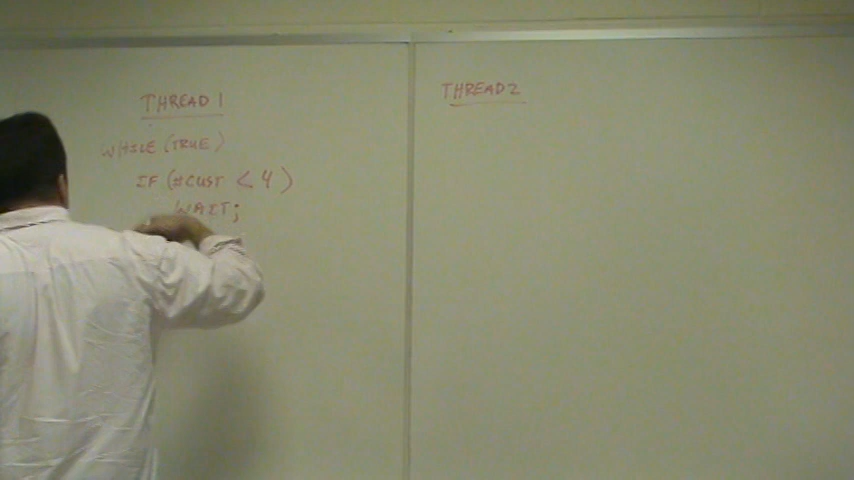 THREAD 1
WHILE (TRUE)
IF (#CUST < 4)
WAIT;
THREAD 2